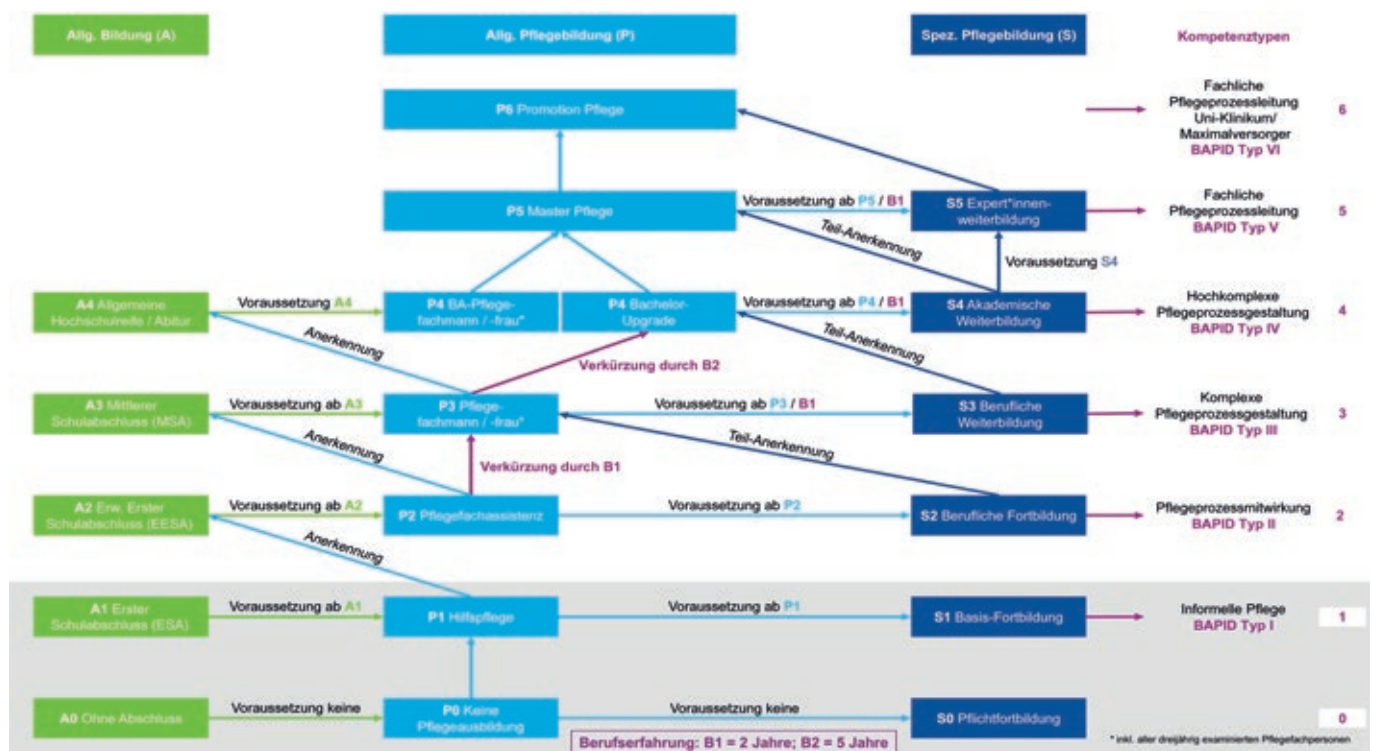 Allg. Bildung (A)
Allg. Pflegebildung (P)
Spez. Pflegebildung (S)
Kompetenztypen
P6 Promotion Pflege
Fachliche
Pflegeprozessleitung
Uni-Klinikum/
Maximalversorger
BAPID Typ VI
6
P5 Master Pflege
Voraussetzung ab P5 / B1
S5 Expert*innen-
weiterbildung
Fachliche
Pflegeprozessleitung
BAPID Typ V
5
Teil-Anerkennung
Voraussetzung S4
A4 Allgemeine
Hochschulreife / Abitur
Voraussetzung A4
P4 BA-Pflege-
fachmann / -frau*
P4 Bachelor-
Upgrade
Voraussetzung ab P4 / B1
S4 Akademische
Weiterbildung
Hochkomplexe
Pflegeprozessgestaltung
BAPID Typ IV
4
Anerkennung
Verkürzung durch B2
Teil-Anerkennung
A3 Mittlerer
Schulabschluss (MSA)
Voraussetzung ab A3
P3 Pflege-
fachmann / -frau*
Voraussetzung ab P3 / B1
S3 Berufliche
Weiterbildung
Komplexe
Pflegeprozessgestaltung
BAPID Typ III
3
Anerkennung
Verkürzung durch B1
Teil-Anerkennung
A2 Erw. Erster
Schulabschluss (EESA)
Voraussetzung ab A2
P2 Pflegefachassistenz
Voraussetzung ab P2
S2 Berufliche Fortbildung
Pflegeprozessmitwirkung
BAPID Typ II
2
Anerkennung
A1 Erster
Schulabschluss (ESA)
Voraussetzung ab A1
P1 Hilfspflege
Voraussetzung ab P1
S1 Basis-Fortbildung
Informelle Pflege
BAPID Typ I
1
A0 Ohne Abschluss
Voraussetzung keine
P0 Keine
Pflegeausbildung
Voraussetzung keine
S0 Pflichtfortbildung
0
Berufserfahrung: B1 = 2 Jahre; B2 = 5 Jahre
* inkl. aller dreijährig examinierten Pflegefachpersonen